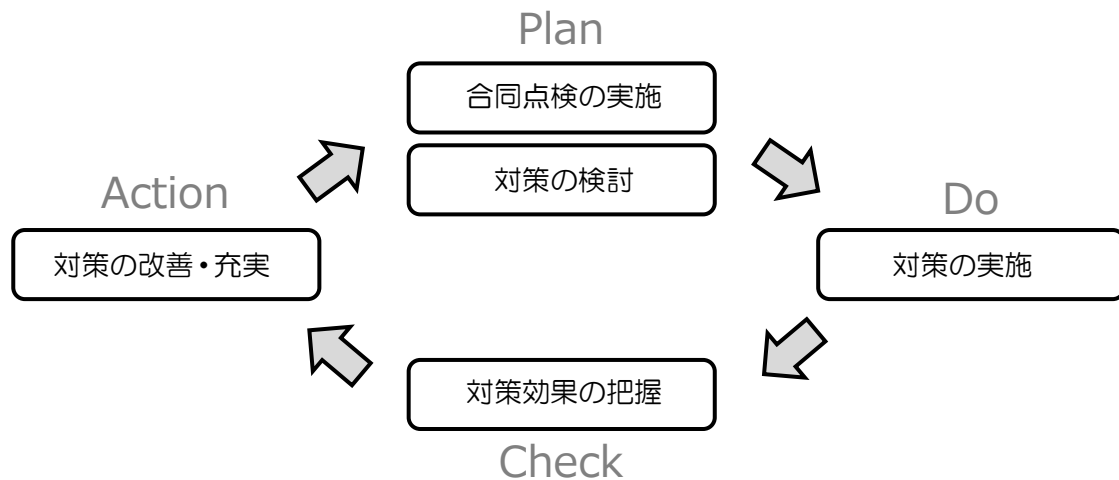 Plan
合同点検の実施
対策の検討
Action
Do
対策の改善・充実
対策の実施
対策効果の把握
Check